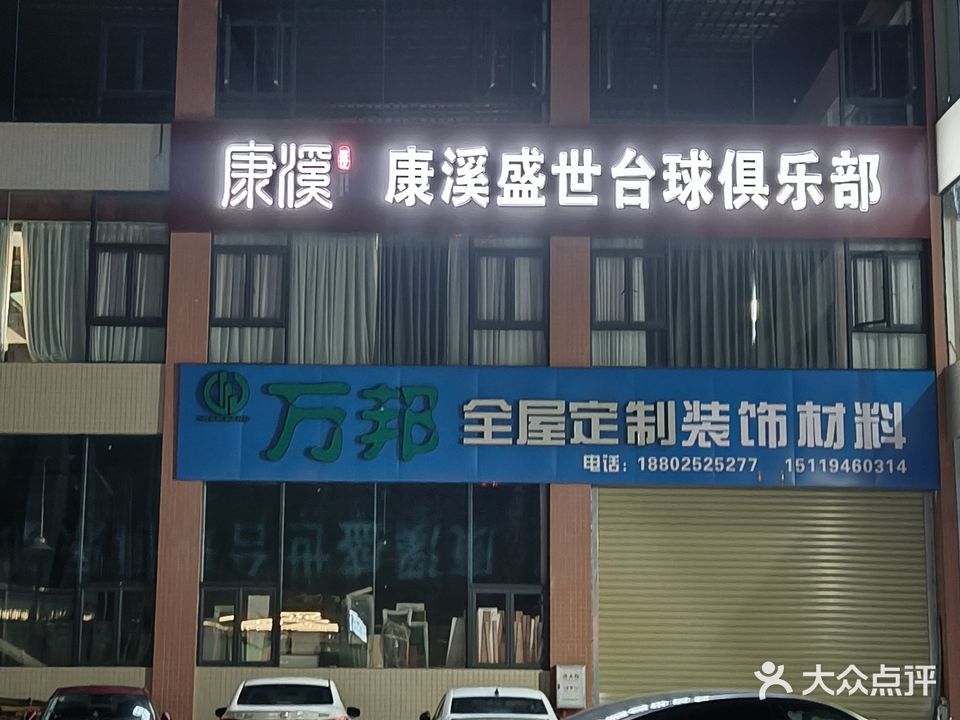 康溪 康溪盛世台球俱乐部
万邦 全屋定制装饰材料
电话：18802525277 15119460314
大众点评